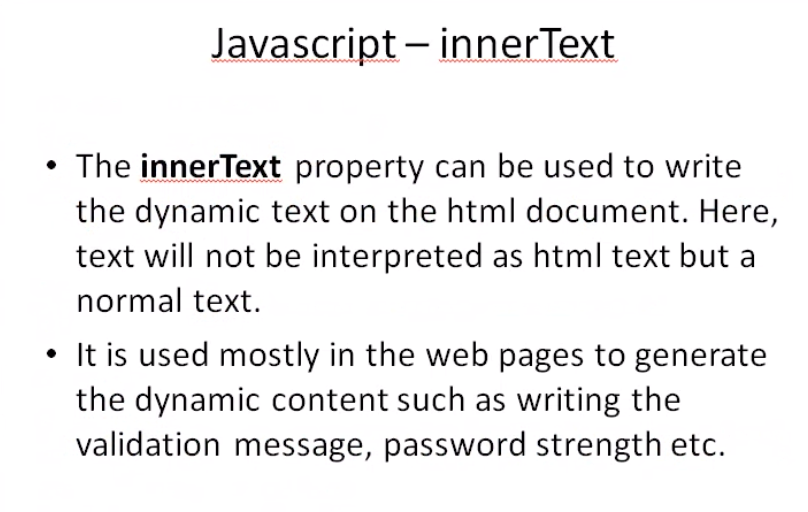 Javascript – innerText
• The innerText property can be used to write
the dynamic text on the html document. Here,
text will not be interpreted as html text but a
normal text.
• It is used mostly in the web pages to generate
the dynamic content such as writing the
validation message, password strength etc.